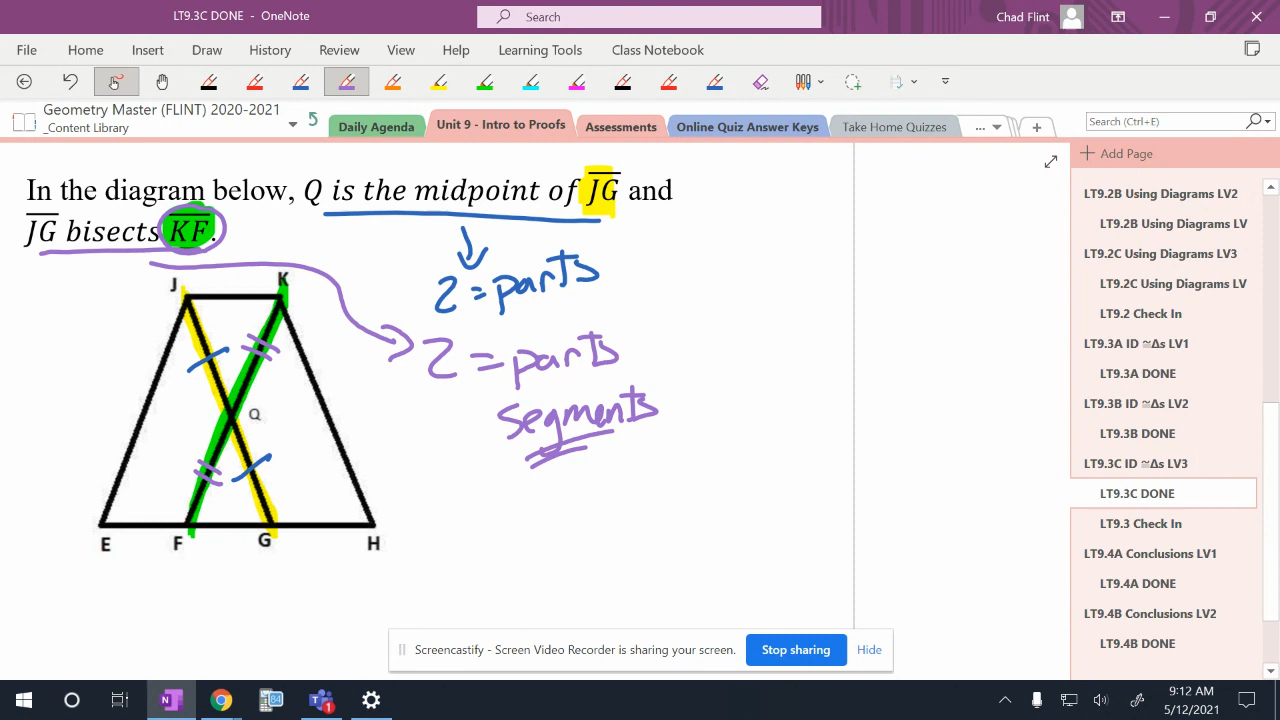 LT9.3C DONE - OneNote
Search
Chad Flint
File Home Insert Draw History Review View Help Learning Tools Class Notebook
Geometry Master (FLINT) 2020-2021
_Content Library
Daily Agenda
Unit 9 - Intro to Proofs
Assessments
Online Quiz Answer Keys
Take Home Quizzes
...
Search (Ctrl+E)
In the diagram below, Q is the midpoint of JG and
JG bisects KF.
2 = parts
2 = parts
segments
J
K
Q
E
F
G
H
Add Page
LT9.2B Using Diagrams LV2
LT9.2B Using Diagrams LV
LT9.2C Using Diagrams LV3
LT9.2C Using Diagrams LV
LT9.2 Check In
LT9.3A ID ≅Δs LV1
LT9.3A DONE
LT9.3B ID ≅Δs LV2
LT9.3B DONE
LT9.3C ID ≅Δs LV3
LT9.3C DONE
LT9.3 Check In
LT9.4A Conclusions LV1
LT9.4A DONE
LT9.4B Conclusions LV2
LT9.4B DONE
Screencastify - Screen Video Recorder is sharing your screen.
Stop sharing
Hide
84
1
9:12 AM
5/12/2021